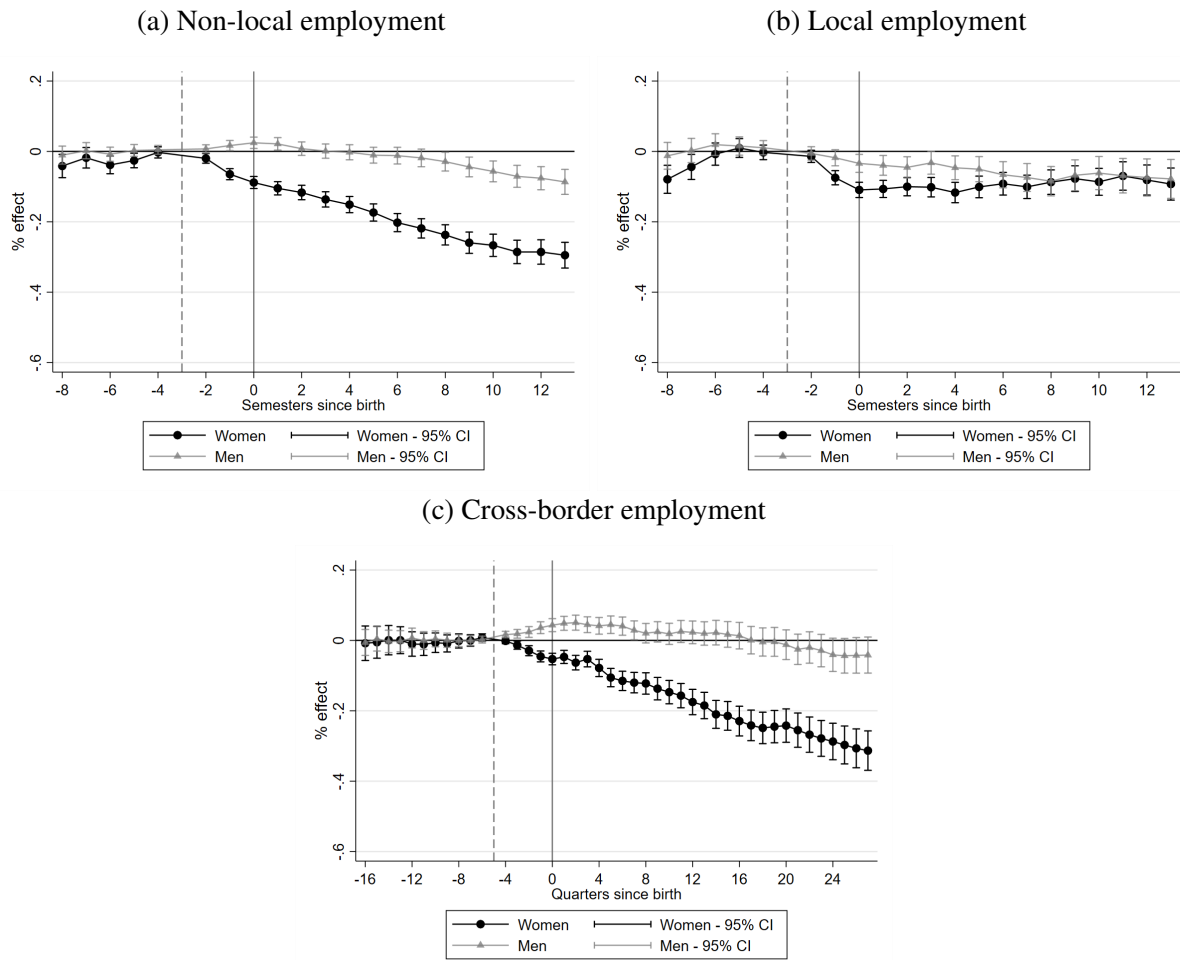 (a) Non-local employment
(b) Local employment
.2
0
-.2
-.4
-.6
% effect
-8 -6 -4 -2 0 2 4 6 8 10 12
Semesters since birth
Women Women - 95% CI
Men Men - 95% CI
.2
0
-.2
-.4
-.6
% effect
-8 -6 -4 -2 0 2 4 6 8 10 12
Semesters since birth
Women Women - 95% CI
Men Men - 95% CI
(c) Cross-border employment
.2
0
-.2
-.4
-.6
% effect
-16 -12 -8 -4 0 4 8 12 16 20 24
Quarters since birth
Women Women - 95% CI
Men Men - 95% CI